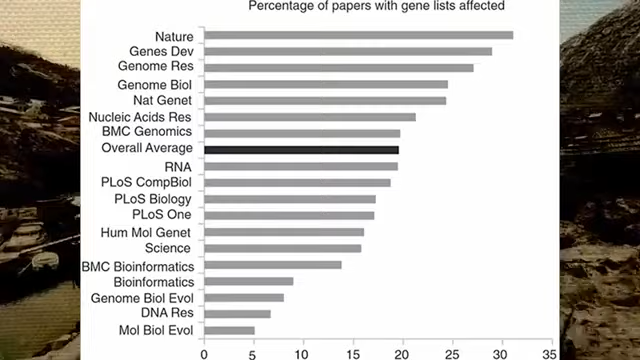 Percentage of papers with gene lists affected
Nature
Genes Dev
Genome Res
Genome Biol
Nat Genet
Nucleic Acids Res
BMC Genomics
Overall Average
RNA
PLoS CompBiol
PLoS Biology
PLoS One
Hum Mol Genet
Science
BMC Bioinformatics
Bioinformatics
Genome Biol Evol
DNA Res
Mol Biol Evol
0 5 10 15 20 25 30 35